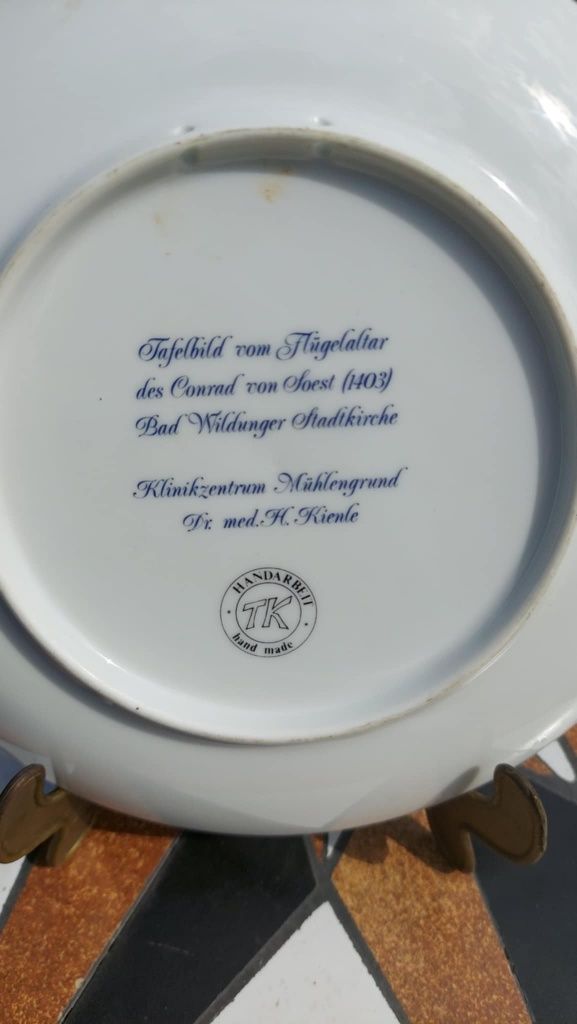 Tafelbild vom Flügelaltar
des Conrad von Soest (1403)
Bad Wildunger Stadtkirche
Klinikzentrum Mühlengrund
Dr. med. H. Kienle
HANDARBEIT
TK
hand made